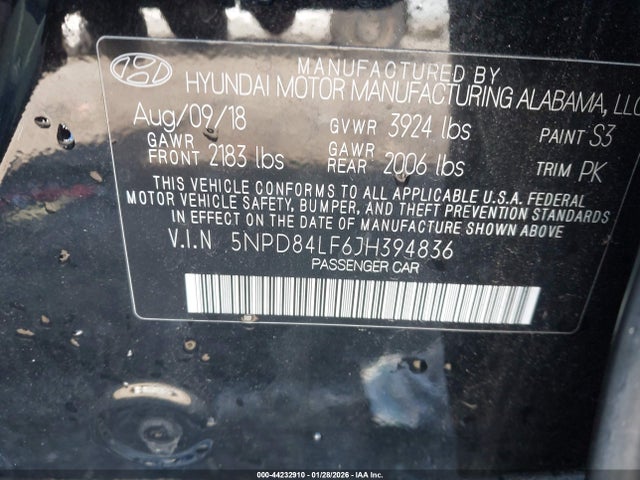 MANUFACTURED BY
HYUNDAI MOTOR MANUFACTURING ALABAMA, LLC
Aug/09/18 GVWR 3924 lbs PAINT S3
GAWR FRONT 2183 lbs GAWR REAR 2006 lbs TRIM PK
THIS VEHICLE CONFORMS TO ALL APPLICABLE U.S.A. FEDERAL
MOTOR VEHICLE SAFETY, BUMPER, AND THEFT PREVENTION STANDARDS
IN EFFECT ON THE DATE OF MANUFACTURE SHOWN ABOVE.
V.I.N 5NPD84LF6JH394836
PASSENGER CAR
000-44232910 - 01/28/2026 - IAA Inc.